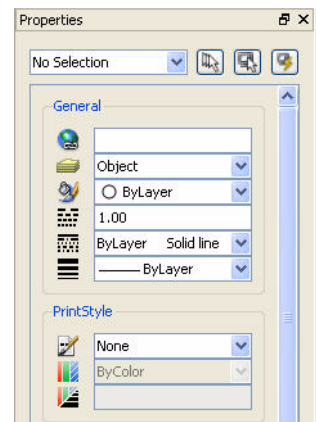 Properties
No Selection
General
Object
ByLayer
1.00
ByLayer Solid line
ByLayer
PrintStyle
None
ByColor